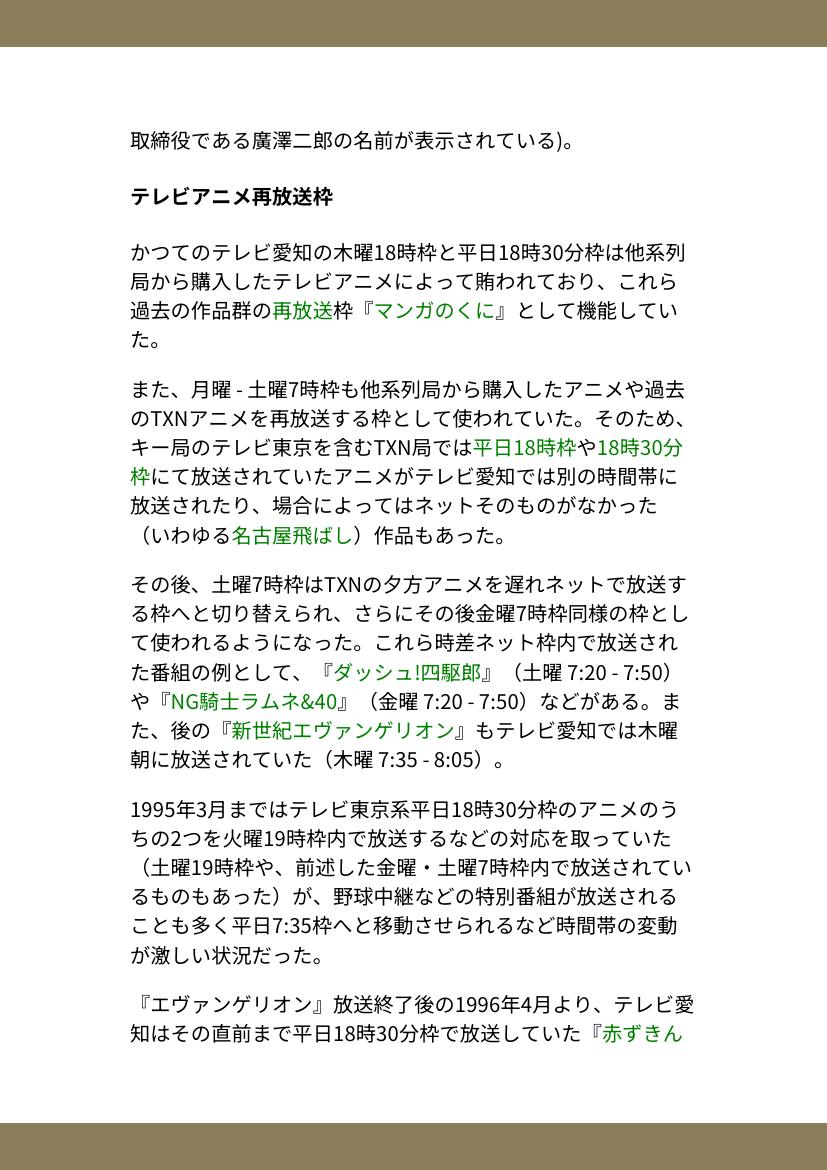 取締役である廣澤二郎の名前が表示されている)。
テレビアニメ再放送枠
かつてのテレビ愛知の木曜18時枠と平日18時30分枠は他系列
局から購入したテレビアニメによって賄われており、これら
過去の作品群の再放送枠『マンガのくに』として機能してい
た。
また、月曜 - 土曜7時枠も他系列局から購入したアニメや過去
のTXNアニメを再放送する枠として使われていた。そのため、
キー局のテレビ東京を含むTXN局では平日18時枠や18時30分
枠にて放送されていたアニメがテレビ愛知では別の時間帯に
放送されたり、場合によってはネットそのものがなかった
（いわゆる名古屋飛ばし）作品もあった。
その後、土曜7時枠はTXNの夕方アニメを遅れネットで放送す
る枠へと切り替えられ、さらにその後金曜7時枠同様の枠とし
て使われるようになった。これら時差ネット枠内で放送され
た番組の例として、『ダッシュ!四駆郎』（土曜 7:20 - 7:50）
や『NG騎士ラムネ&40』（金曜 7:20 - 7:50）などがある。ま
た、後の『新世紀エヴァンゲリオン』もテレビ愛知では木曜
朝に放送されていた（木曜 7:35 - 8:05）。
1995年3月まではテレビ東京系平日18時30分枠のアニメのう
ちの2つを火曜19時枠内で放送するなどの対応を取っていた
（土曜19時枠や、前述した金曜・土曜7時枠内で放送されてい
るものもあった）が、野球中継などの特別番組が放送される
ことも多く平日7:35枠へと移動させられるなど時間帯の変動
が激しい状況だった。
『エヴァンゲリオン』放送終了後の1996年4月より、テレビ愛
知はその直前まで平日18時30分枠で放送していた『赤ずきん